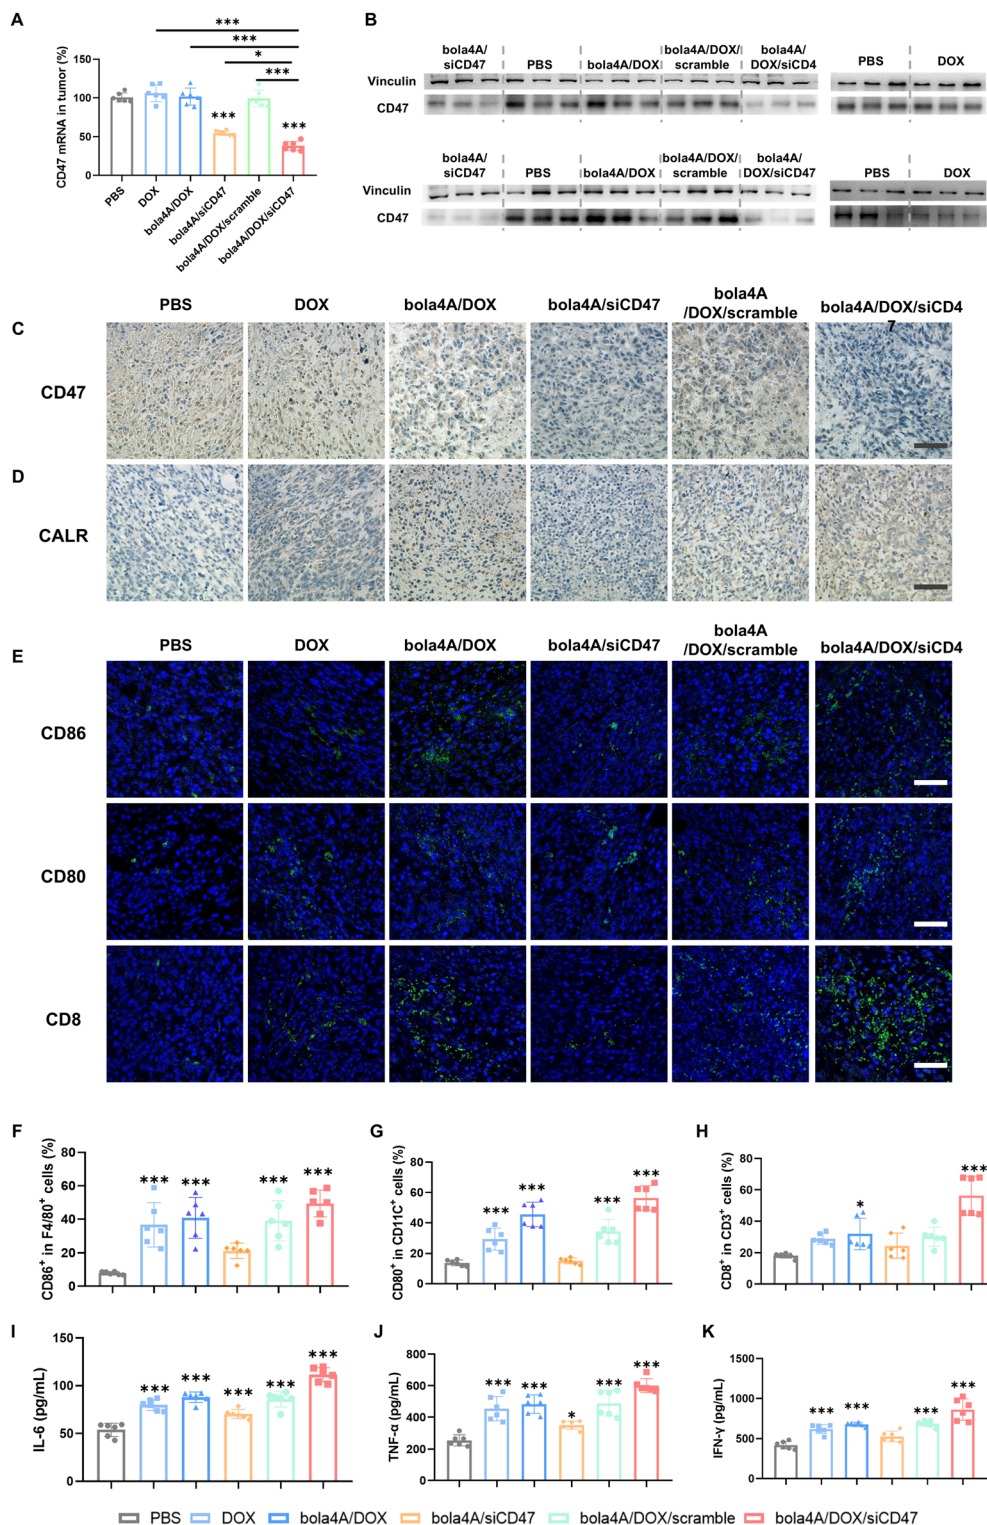 A
***
***
*
***
CD47 mRNA in tumor (%)
150
100
50
0
***
***
PBS
DOX
bola4A/DOX
bola4A/siCD47
bola4A/DOX/scramble
bola4A/DOX/siCD47
B
bola4A/
siCD47
PBS
bola4A/DOX
bola4A/DOX/
scramble
bola4A/
DOX/siCD4
PBS
DOX
Vinculin
CD47
bola4A/
siCD47
PBS
bola4A/DOX
bola4A/DOX/
scramble
bola4A/
DOX/siCD47
PBS
DOX
Vinculin
CD47
PBS
DOX
bola4A/DOX
bola4A/siCD47
bola4A
/DOX/scramble
bola4A/DOX/siCD4
7
C
CD47
D
CALR
E
PBS
DOX
bola4A/DOX
bola4A/siCD47
bola4A
/DOX/scramble
bola4A/DOX/siCD4
CD86
CD80
CD8
F
CD86+ in F4/80+ cells (%)
80
60
40
20
0
***
***
***
***
G
CD80+ in CD11C+ cells (%)
80
60
40
20
0
***
***
***
***
H
CD8+ in CD3+ cells (%)
80
60
40
20
0
*
***
I
IL-6 (pg/mL)
150
100
50
0
***
***
***
***
***
J
TNF-α (pg/mL)
800
600
400
200
0
***
***
*
***
***
K
IFN-γ (pg/mL)
1500
1000
500
0
***
***
***
***
PBS DOX bola4A/DOX bola4A/siCD47 bola4A/DOX/scramble bola4A/DOX/siCD47